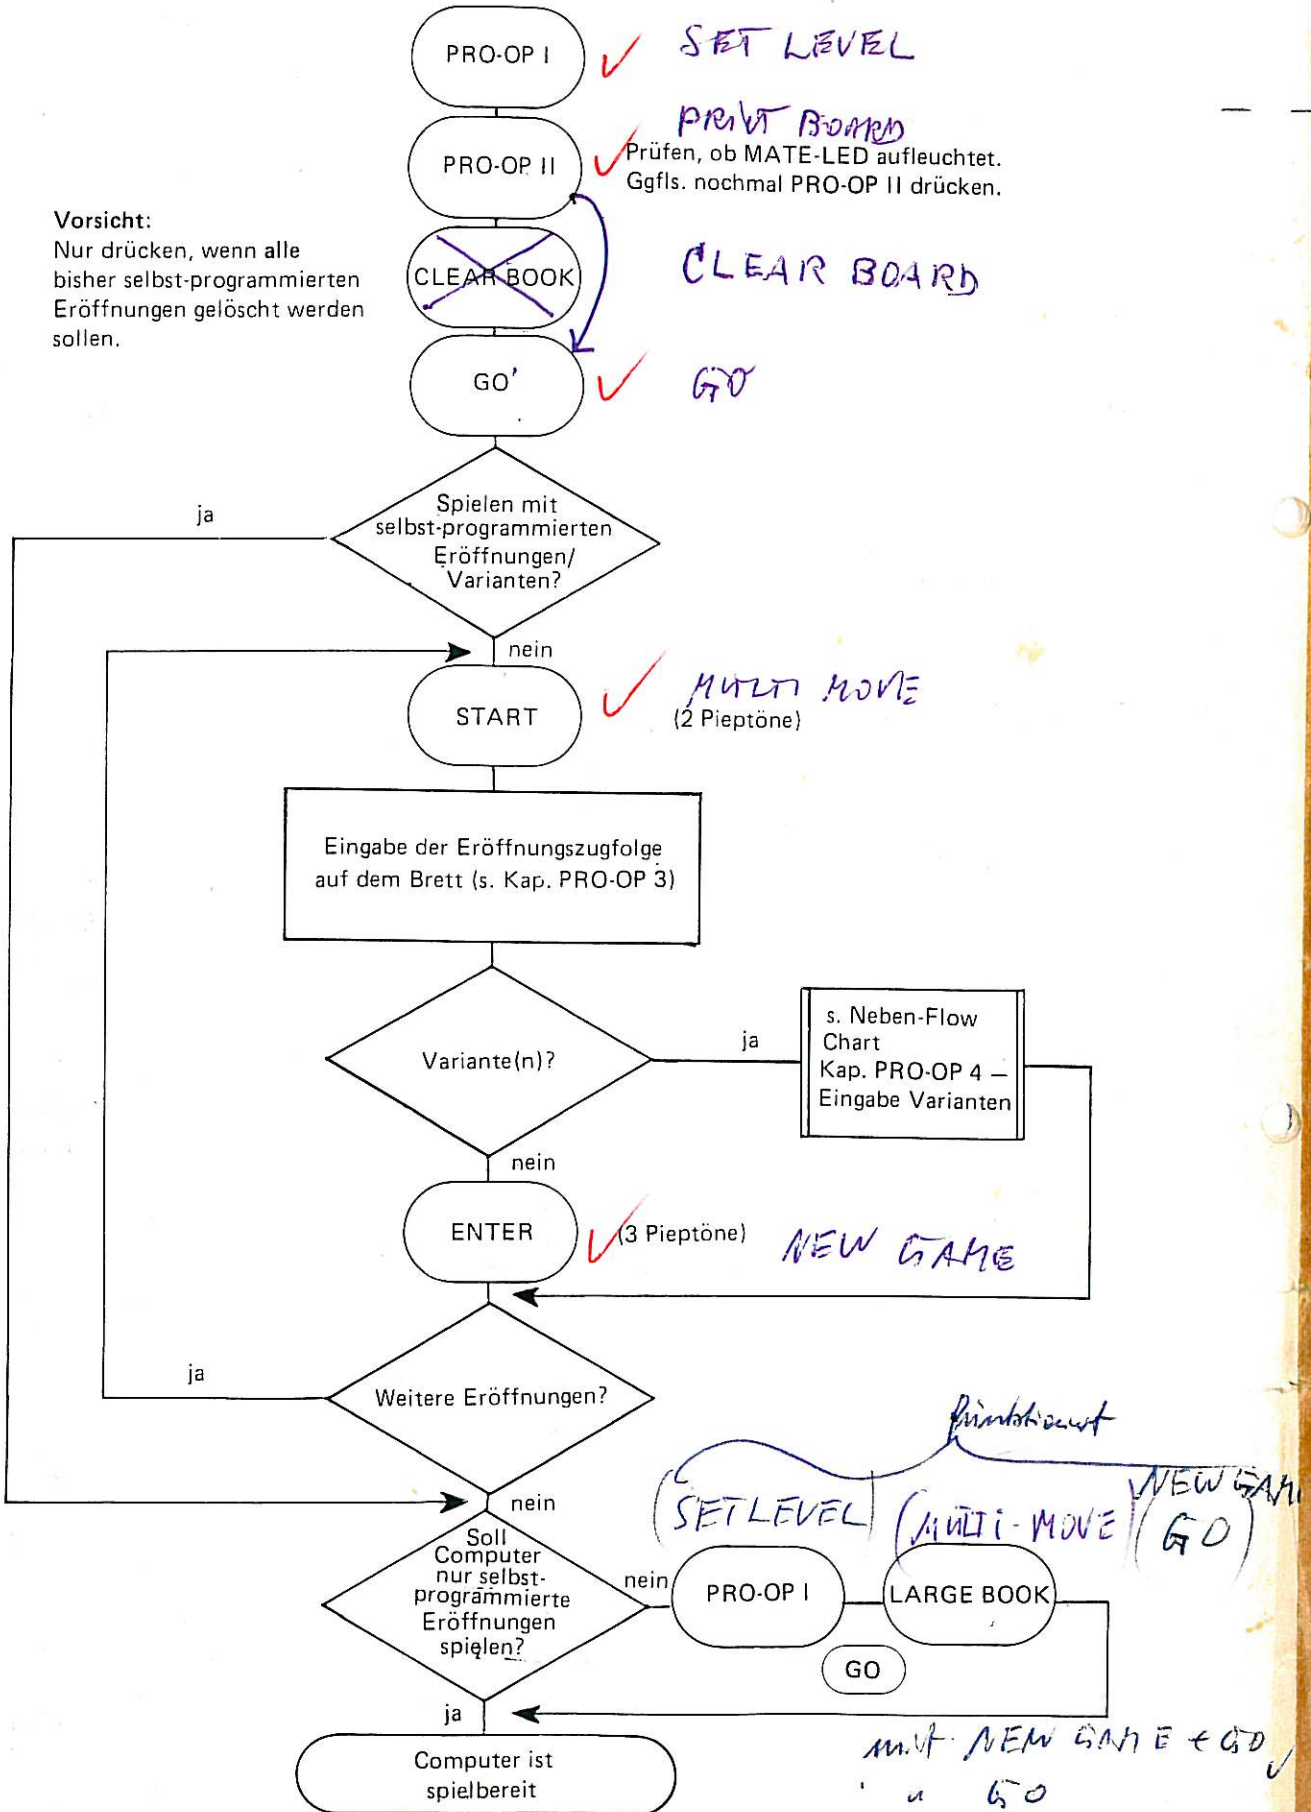 PRO-OP I
SET LEVEL
PRINT BOARD
PRO-OP II
Prüfen, ob MATE-LED aufleuchtet.
Ggfls. nochmal PRO-OP II drücken.
Vorsicht:
Nur drücken, wenn alle
bisher selbst-programmierten
Eröffnungen gelöscht werden
sollen.
CLEAR BOOK
CLEAR BOARD
GO'
GO
Spielen mit
selbst-programmierten
Eröffnungen/
Varianten?
ja
nein
START
MULTI MOVE
(2 Pieptöne)
Eingabe der Eröffnungszugfolge
auf dem Brett (s. Kap. PRO-OP 3)
Variante(n)?
ja
s. Neben-Flow
Chart
Kap. PRO-OP 4 —
Eingabe Varianten
nein
ENTER
(3 Pieptöne)
NEW GAME
ja
Weitere Eröffnungen?
funktioniert
nein
(SET LEVEL)
(MULTI-MOVE)
NEW GAME
(GO)
Soll
Computer
nur selbst-
programmierte
Eröffnungen
spielen?
nein
PRO-OP I
LARGE BOOK
GO
ja
mit NEW GAME + GO
" GO
Computer ist
spielbereit